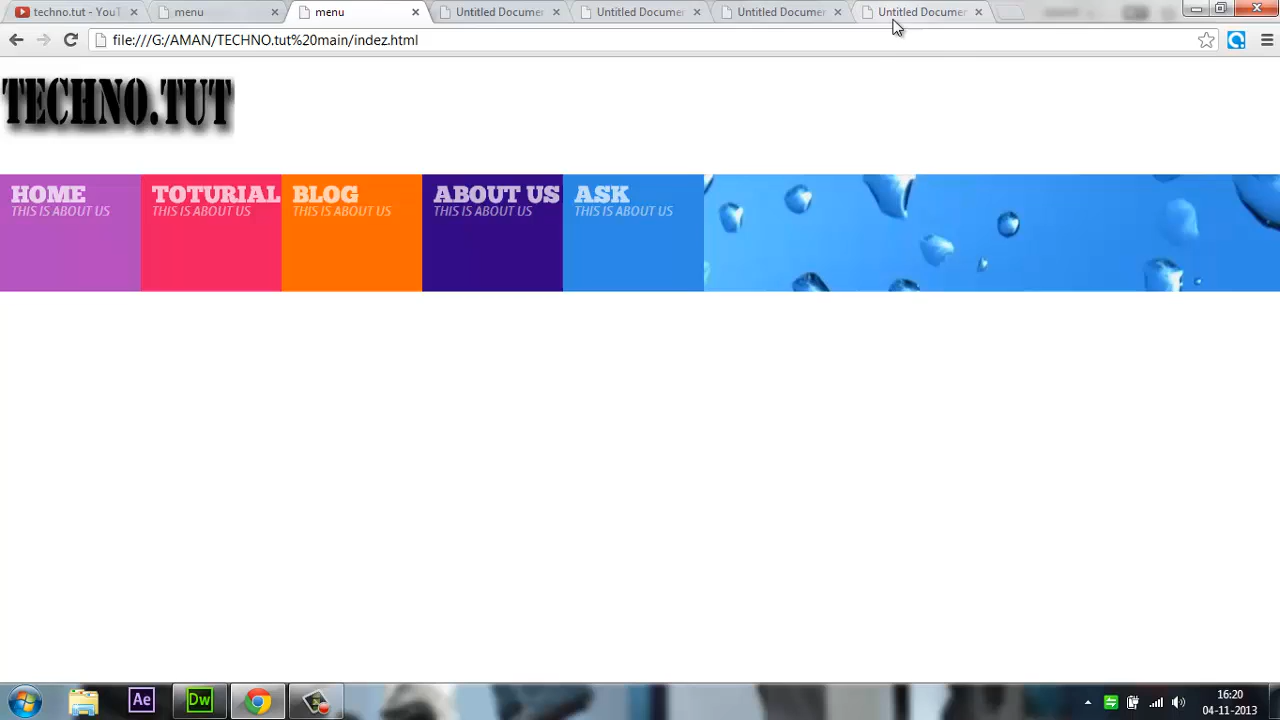 techno.tut - YouT
menu
menu
Untitled Documen
Untitled Documen
Untitled Documen
Untitled Documen
file:///G:/AMAN/TECHNO.tut%20main/indez.html
TECHNO.TUT
HOME
THIS IS ABOUT US
TOTURIAL
THIS IS ABOUT US
BLOG
THIS IS ABOUT US
ABOUT US
THIS IS ABOUT US
ASK
THIS IS ABOUT US
Ae
Dw
16:20
04-11-2013